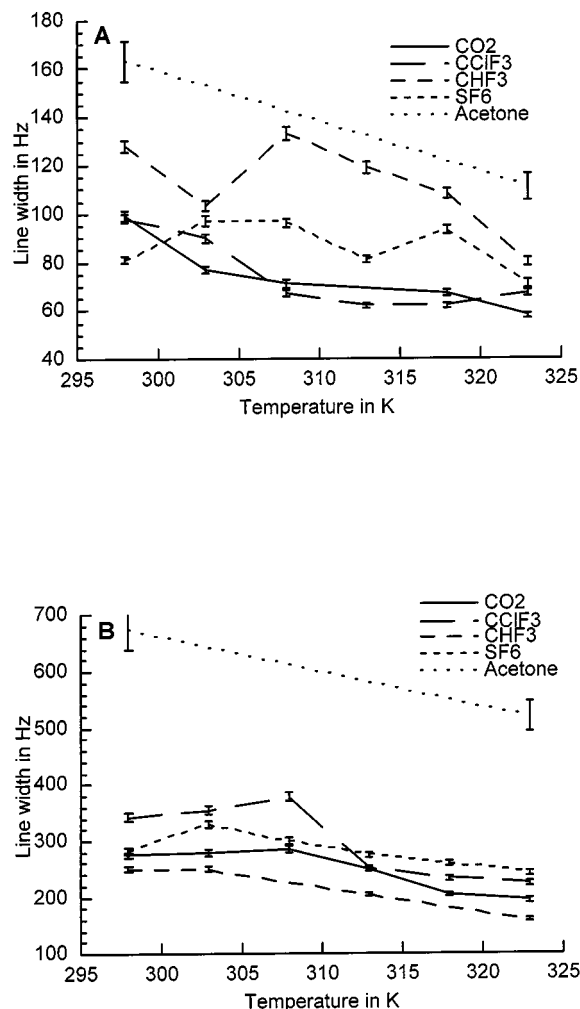 A
180
160
140
120
100
80
60
40
Line width in Hz
CO2
CClF3
CHF3
SF6
Acetone
295 300 305 310 315 320 325
Temperature in K
B
700
600
500
400
300
200
100
Line width in Hz
CO2
CClF3
CHF3
SF6
Acetone
295 300 305 310 315 320 325
Temperature in K